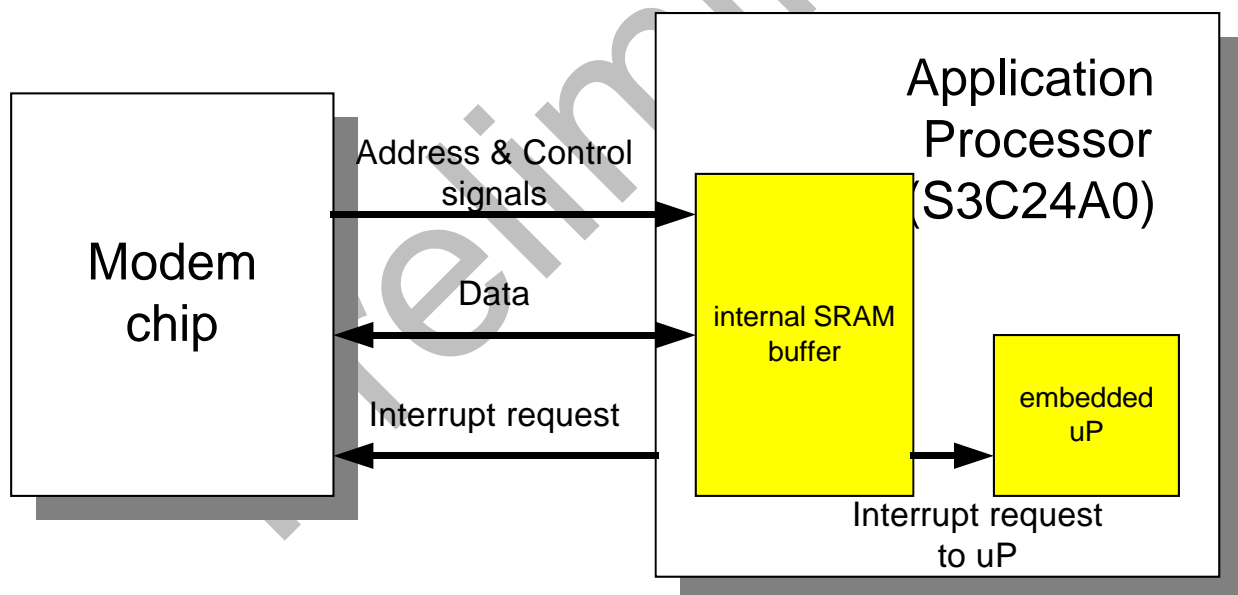 Application
Processor
(S3C24A0)
Modem
chip
Address & Control
signals
Data
Interrupt request
internal SRAM
buffer
embedded
uP
Interrupt request
to uP